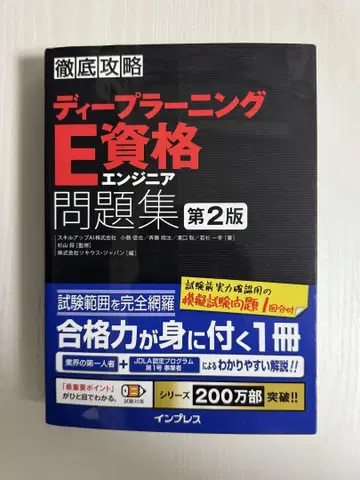 徹底攻略
ディープラーニング
E資格
エンジニア
問題集 第2版
スキルアップAI株式会社 小縣 信也／斉藤 翔汰／溝口 聡／若杉 一幸［著］
杉山 将［監修］
株式会社ソキウス・ジャパン［編］
試験前 実力確認用の
模擬試験問題1回分付
試験範囲を完全網羅
合格力が身に付く1冊
業界の第一人者 + JDLA認定プログラム 第1号 事業者 によるわかりやすい解説!!
「最重要ポイント」がひと目でわかる。
試験対策
シリーズ 200万部 突破!!
インプレス